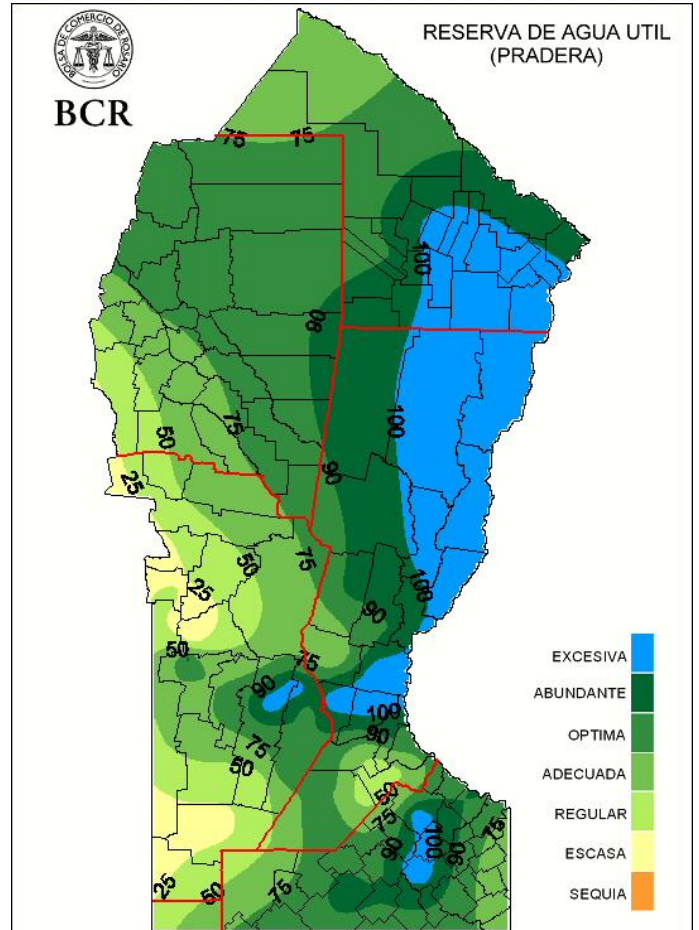 BOLSA DE COMERCIO DE ROSARIO
BCR
RESERVA DE AGUA UTIL
(PRADERA)
75 75
100
90
100
50 75
25 90
50 75
25 100
90
50 75
90
100
90
75
50
50
75 75
100
90 90
25 50 75
EXCESIVA
ABUNDANTE
OPTIMA
ADECUADA
REGULAR
ESCASA
SEQUIA